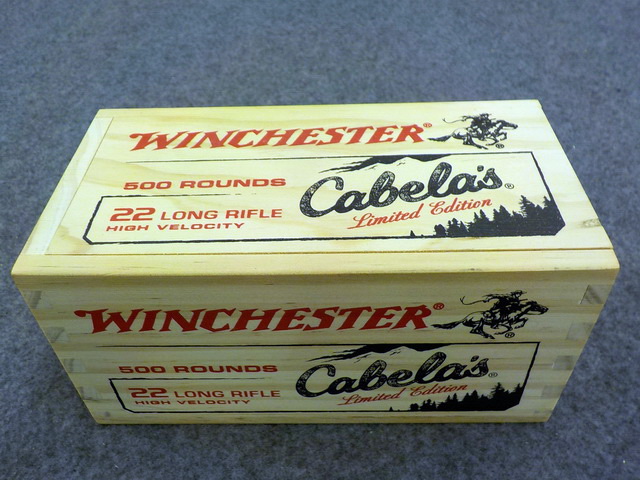 WINCHESTER®
500 ROUNDS
22 LONG RIFLE
HIGH VELOCITY
Cabela's®
Limited Edition
WINCHESTER®
500 ROUNDS
22 LONG RIFLE
HIGH VELOCITY
Cabela's®
Limited Edition